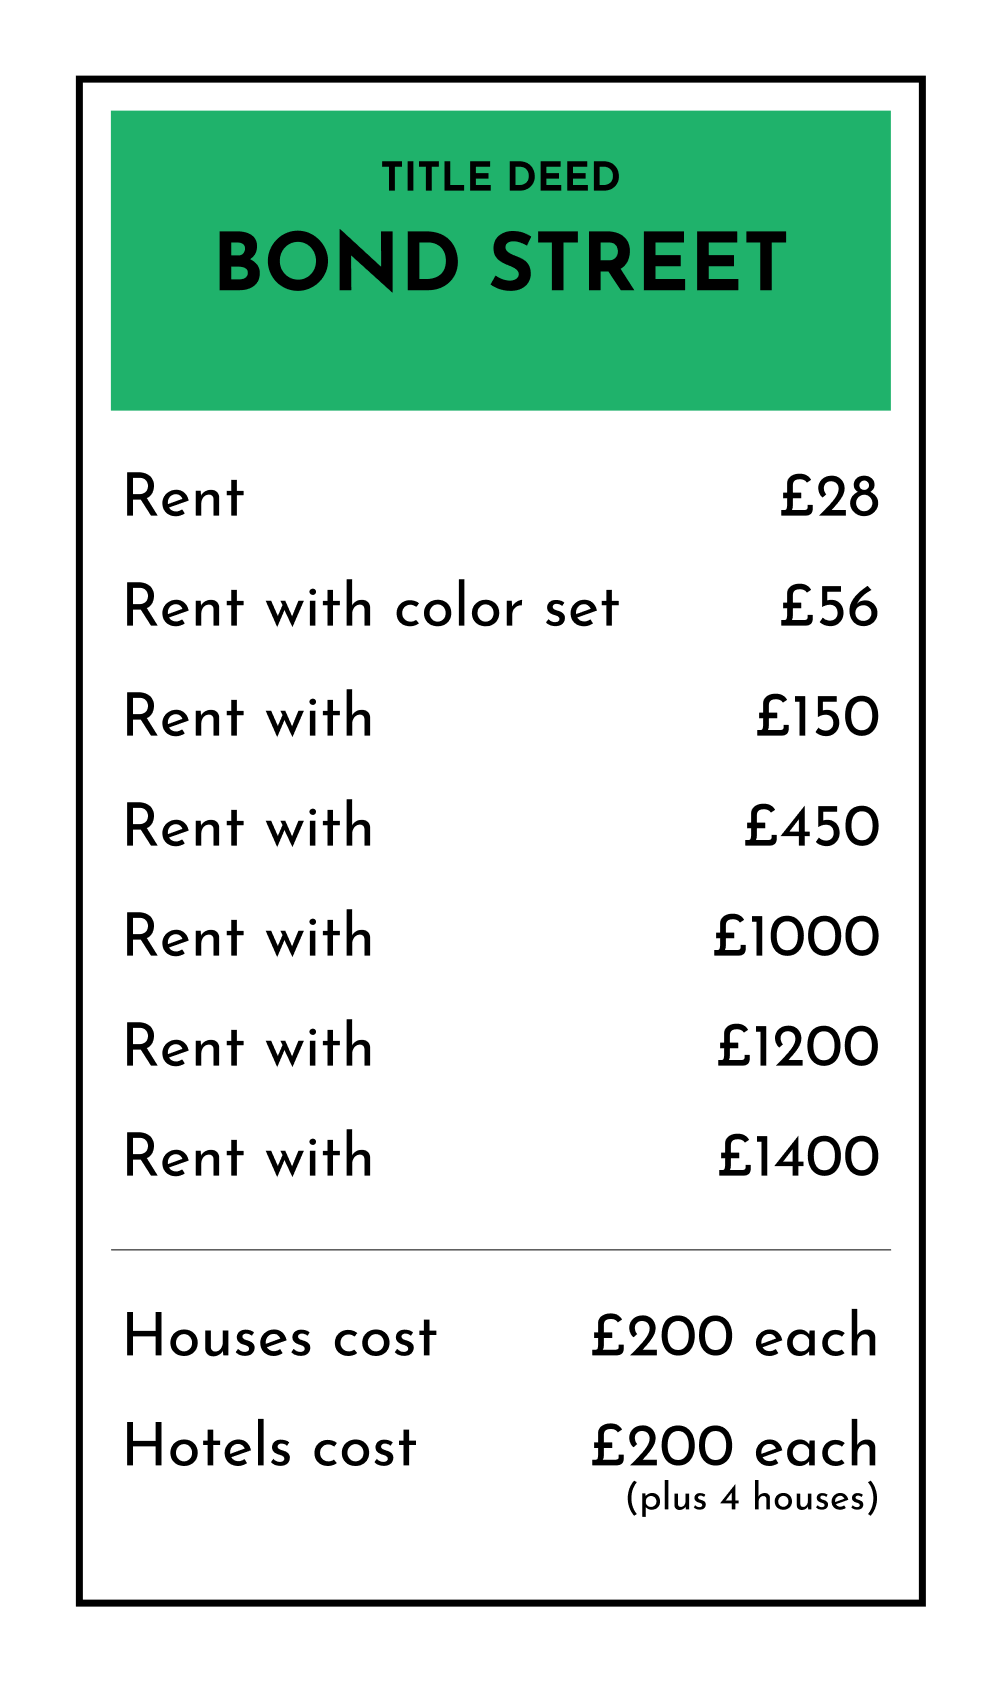 TITLE DEED
BOND STREET
Rent £28
Rent with color set £56
Rent with £150
Rent with £450
Rent with £1000
Rent with £1200
Rent with £1400
Houses cost £200 each
Hotels cost £200 each
(plus 4 houses)